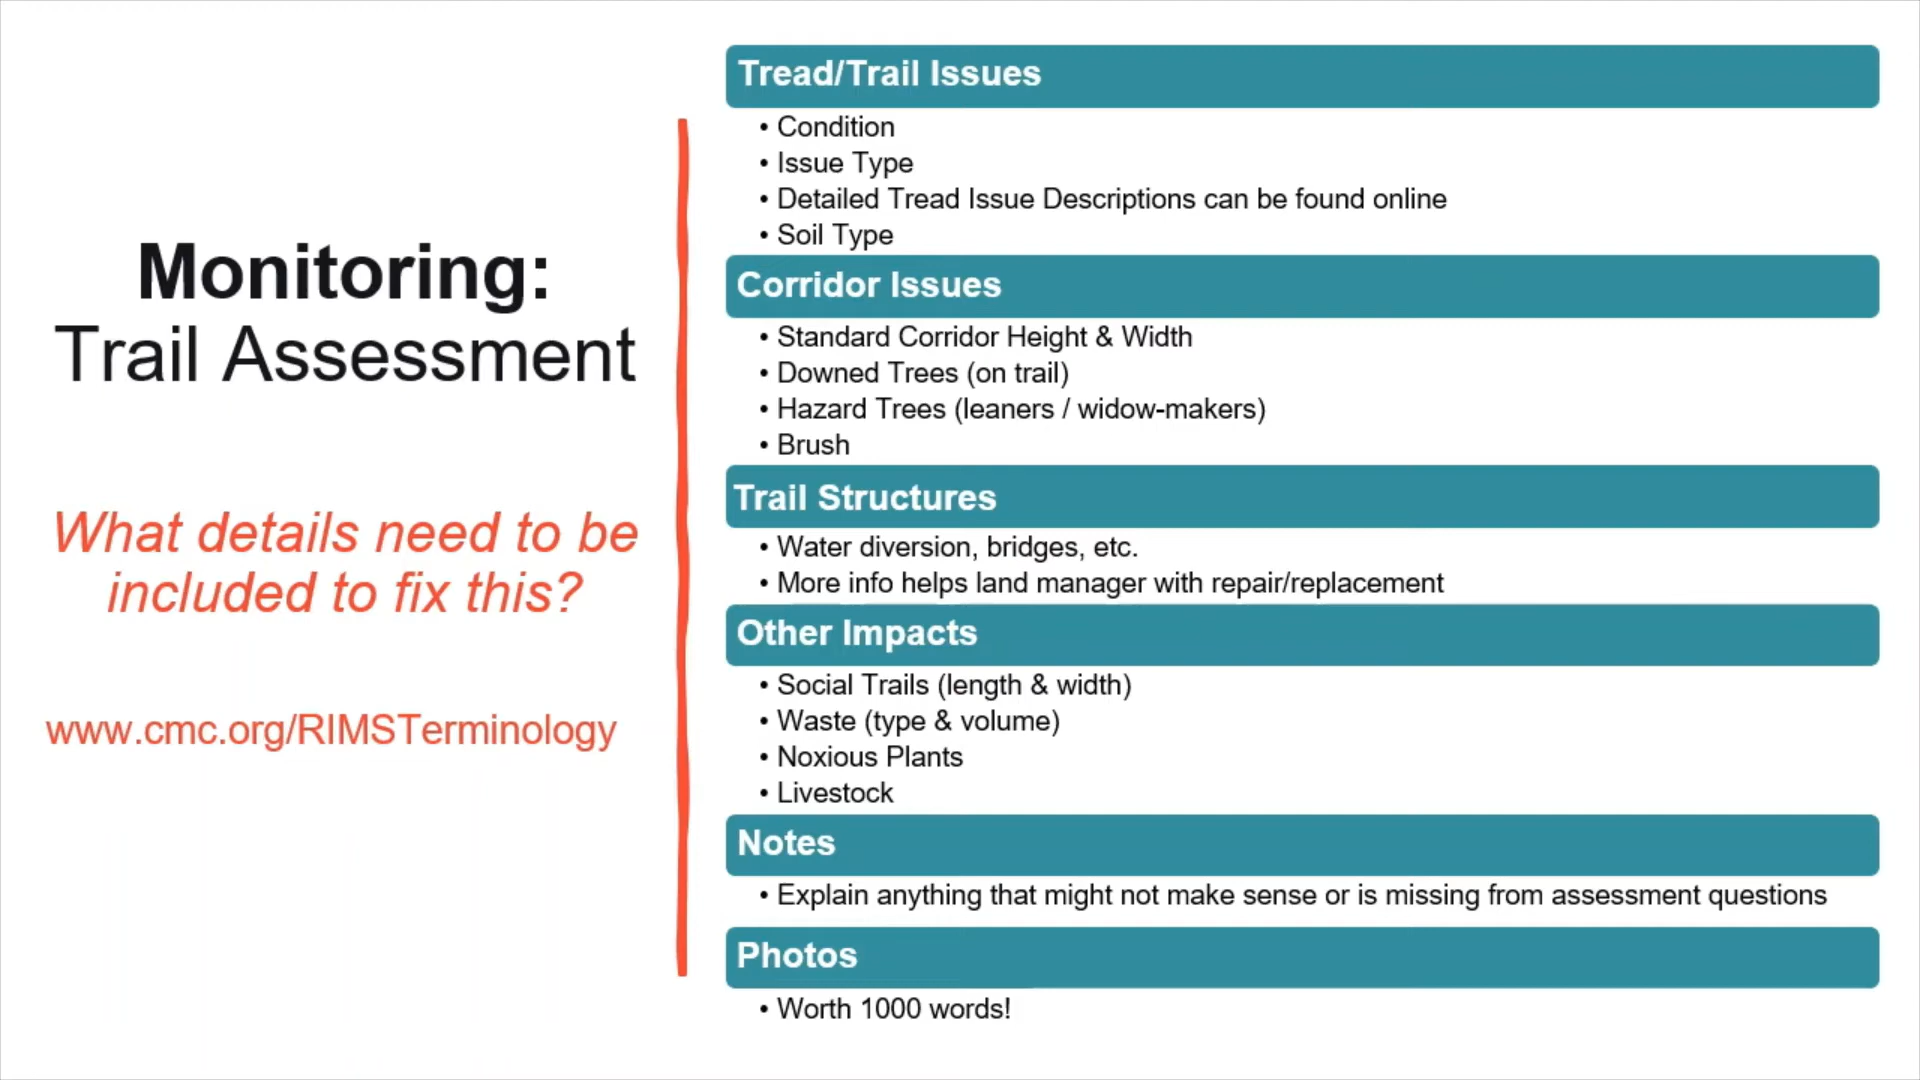 Monitoring:
Trail Assessment
What details need to be
included to fix this?
www.cmc.org/RIMSTerminology
Tread/Trail Issues
• Condition
• Issue Type
• Detailed Tread Issue Descriptions can be found online
• Soil Type
Corridor Issues
• Standard Corridor Height & Width
• Downed Trees (on trail)
• Hazard Trees (leaners / widow-makers)
• Brush
Trail Structures
• Water diversion, bridges, etc.
• More info helps land manager with repair/replacement
Other Impacts
• Social Trails (length & width)
• Waste (type & volume)
• Noxious Plants
• Livestock
Notes
• Explain anything that might not make sense or is missing from assessment questions
Photos
• Worth 1000 words!